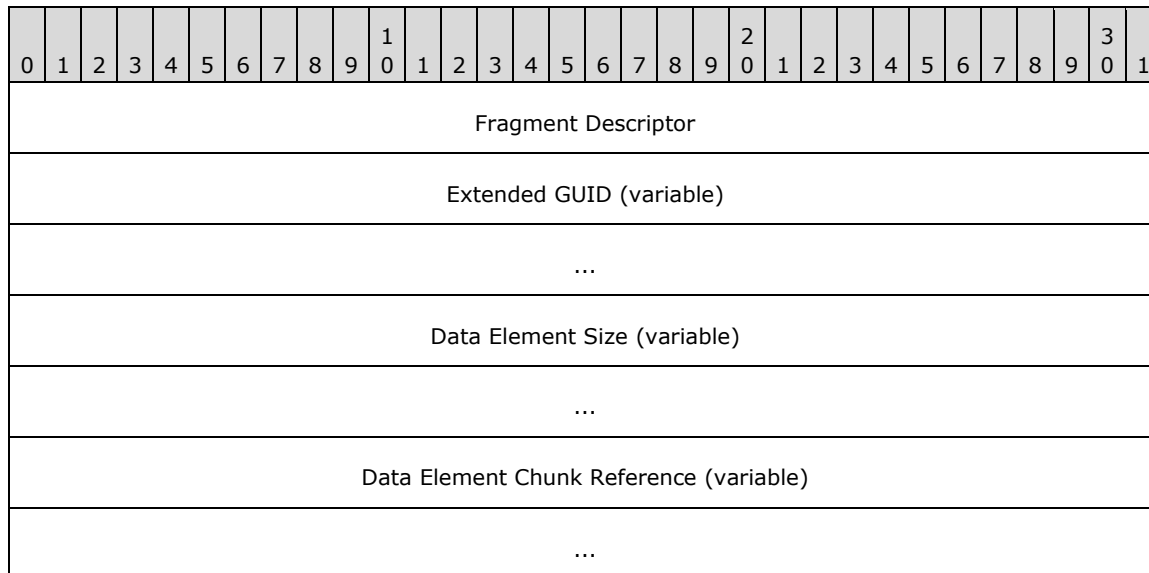 0 1 2 3 4 5 6 7 8 9 1 0 1 2 3 4 5 6 7 8 9 2 0 1 2 3 4 5 6 7 8 9 3 0 1
Fragment Descriptor
Extended GUID (variable)
...
Data Element Size (variable)
...
Data Element Chunk Reference (variable)
...